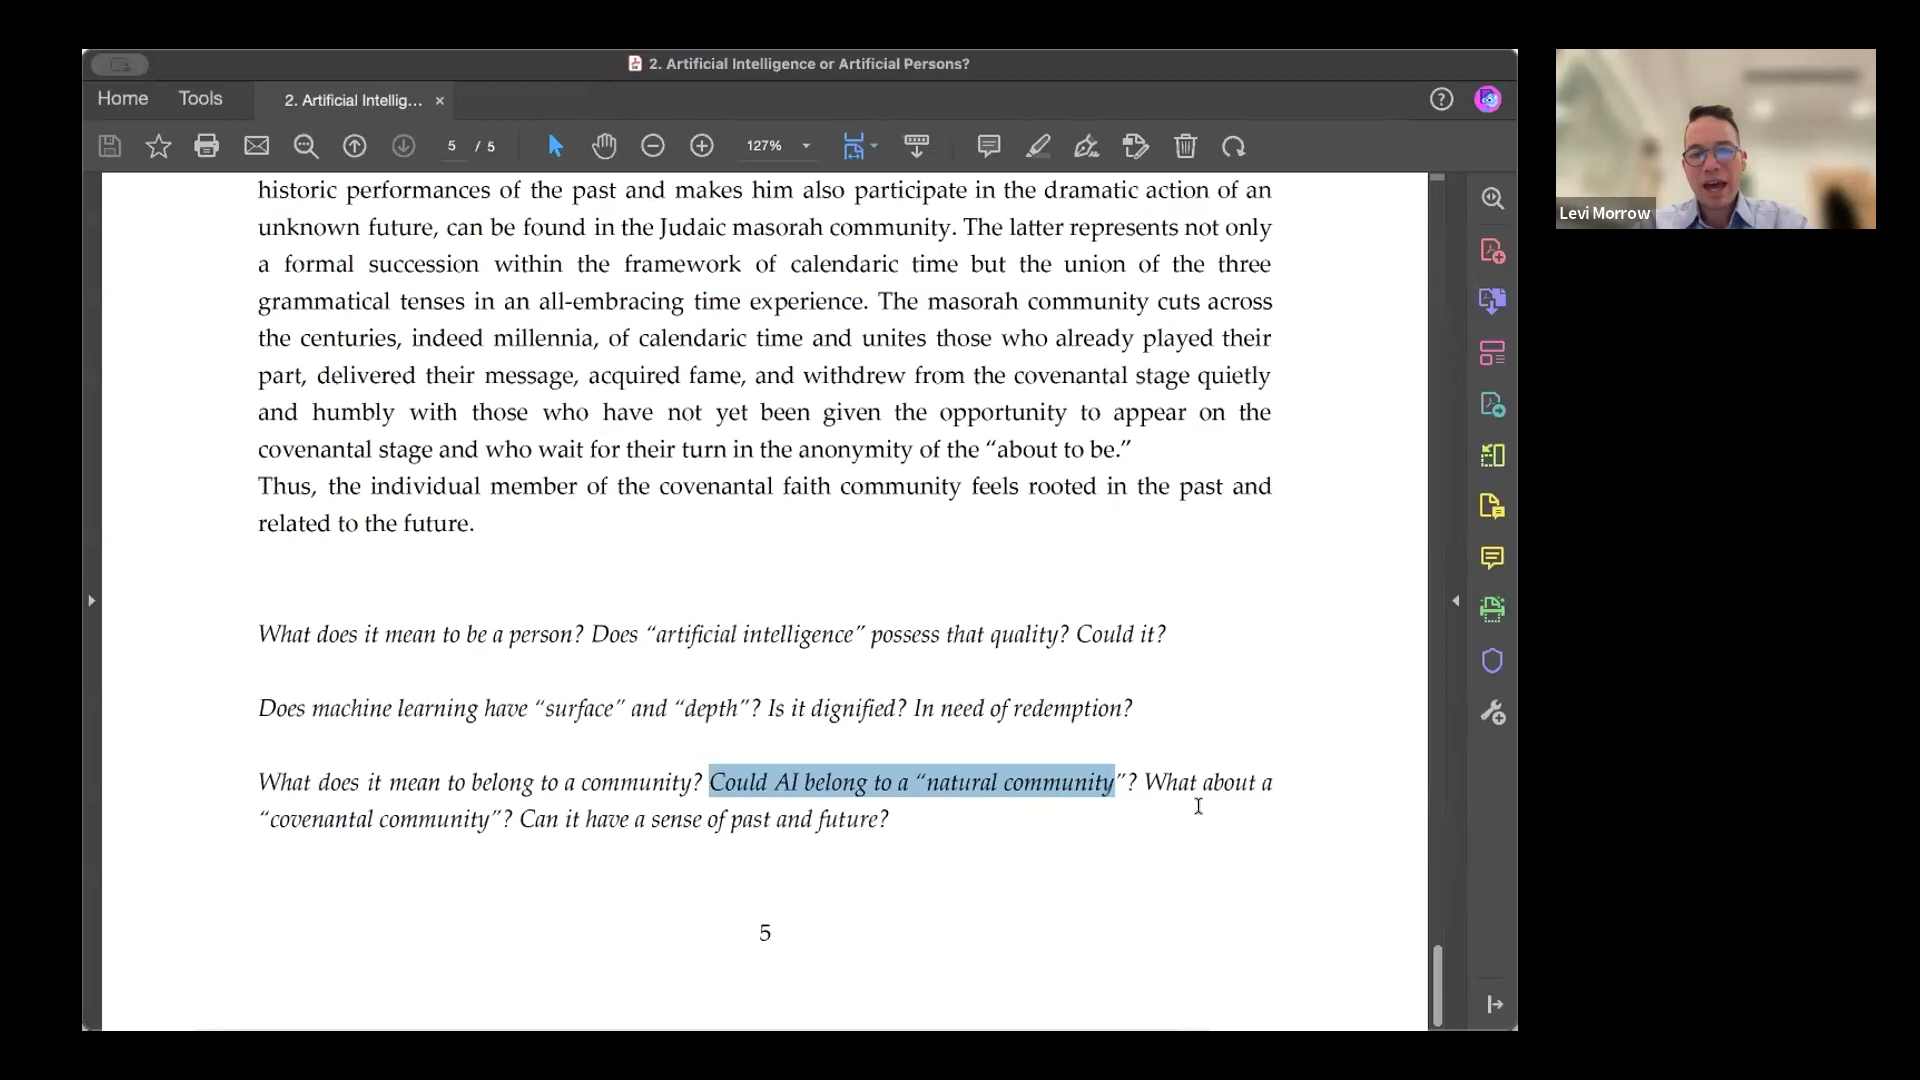 2. Artificial Intelligence or Artificial Persons?
Home Tools 2. Artificial Intellig... ×
5 / 5 127%
Levi Morrow
historic performances of the past and makes him also participate in the dramatic action of an
unknown future, can be found in the Judaic masorah community. The latter represents not only
a formal succession within the framework of calendaric time but the union of the three
grammatical tenses in an all-embracing time experience. The masorah community cuts across
the centuries, indeed millennia, of calendaric time and unites those who already played their
part, delivered their message, acquired fame, and withdrew from the covenantal stage quietly
and humbly with those who have not yet been given the opportunity to appear on the
covenantal stage and who wait for their turn in the anonymity of the “about to be.”
Thus, the individual member of the covenantal faith community feels rooted in the past and
related to the future.
What does it mean to be a person? Does “artificial intelligence” possess that quality? Could it?
Does machine learning have “surface” and “depth”? Is it dignified? In need of redemption?
What does it mean to belong to a community? Could AI belong to a “natural community”? What about a
“covenantal community”? Can it have a sense of past and future?
5